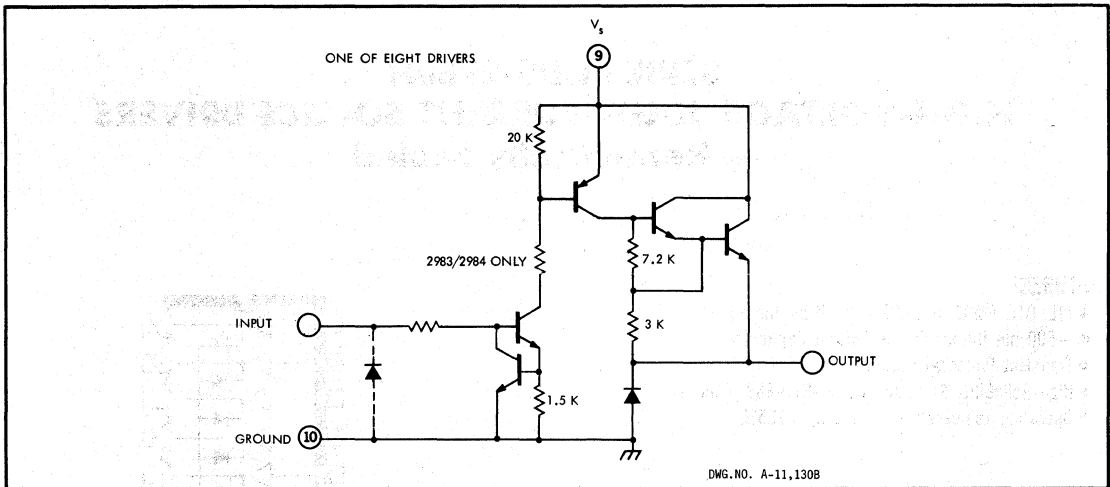 V_s
ONE OF EIGHT DRIVERS
9
20 K
2983/2984 ONLY
7.2 K
INPUT
3 K
OUTPUT
1.5 K
GROUND 10
DWG.NO. A-11,130B